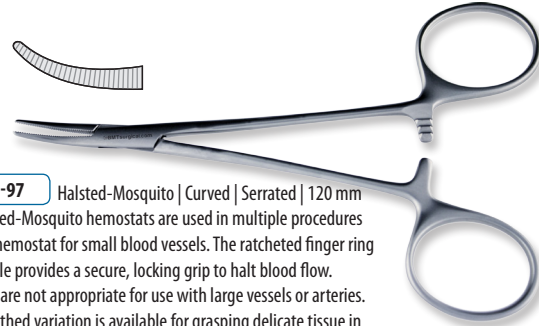 -97 Halsted-Mosquito | Curved | Serrated | 120 mm
ed-Mosquito hemostats are used in multiple procedures
hemostat for small blood vessels. The ratcheted finger ring
le provides a secure, locking grip to halt blood flow.
are not appropriate for use with large vessels or arteries.
thed variation is available for grasping delicate tissue in